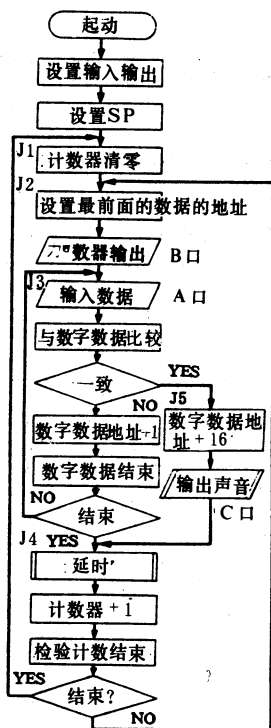 起动
设置输入输出
设置SP
J1
计数器清零
J2
设置最前面的数据的地址
数器输出
B口
J3
输入数据
A口
与数字数据比较
一致
YES
J5
NO
数字数据地址+1
数字数据地
址+16
数字数据结束
输出声音
NO
结束
C口
J4 YES
延时
计数器+1
检验计数结束
YES
结束?
NO